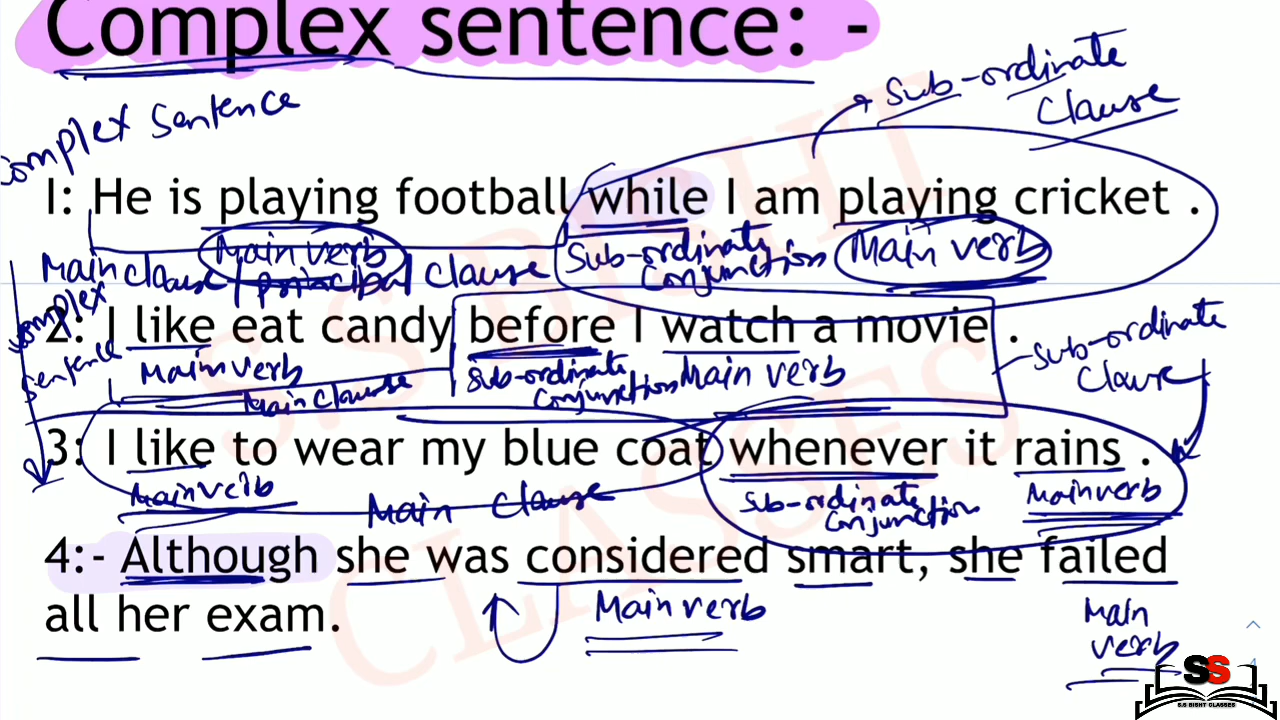 Complex sentence: -
Complex Sentence
Sub-ordinate
Clause
1: He is playing football while I am playing cricket .
Main verb
Sub-ordinate
Conjunction
Main verb
Main Clause / principal Clause
Complex
Sentence
2: I like eat candy before I watch a movie .
Main verb
Sub-ordinate
Conjunction
Main verb
Main Clause
Sub-ordinate
Clause
3: I like to wear my blue coat whenever it rains .
Main verb
Main Clause
Sub-ordinate
Conjunction
Main verb
4:- Although she was considered smart, she failed
all her exam.
Main verb
Main
verb
S.S BISHT
CLASSES
SS
S.S BISHT CLASSES